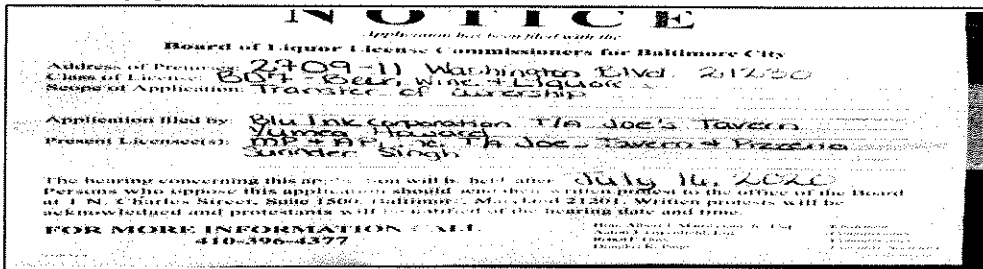 NOTICE
Application has been filed with the
Board of Liquor License Commissioners for Baltimore City
Address of Premises: 2709-11 Washington Blvd. 21230
Class of License: BD7 Beer, Wine & Liquor
Scope of Application: Transfer of ownership
Application filed by: Blu Ink Corporation T/A Joe's Tavern
Howard
Present Licensee(s): MP & AP, Inc. T/A Joe Tavern & Pizzeria
Surinder Singh
The hearing concerning this application will be held after July 16, 2020
Persons who oppose this application should send their written protest to the office of the Board
at 1 N. Charles Street, Suite 1500, Baltimore, Maryland 21201. Written protests will be
acknowledged and protestants will be notified of the hearing date and time.
FOR MORE INFORMATION CALL
410-396-4377